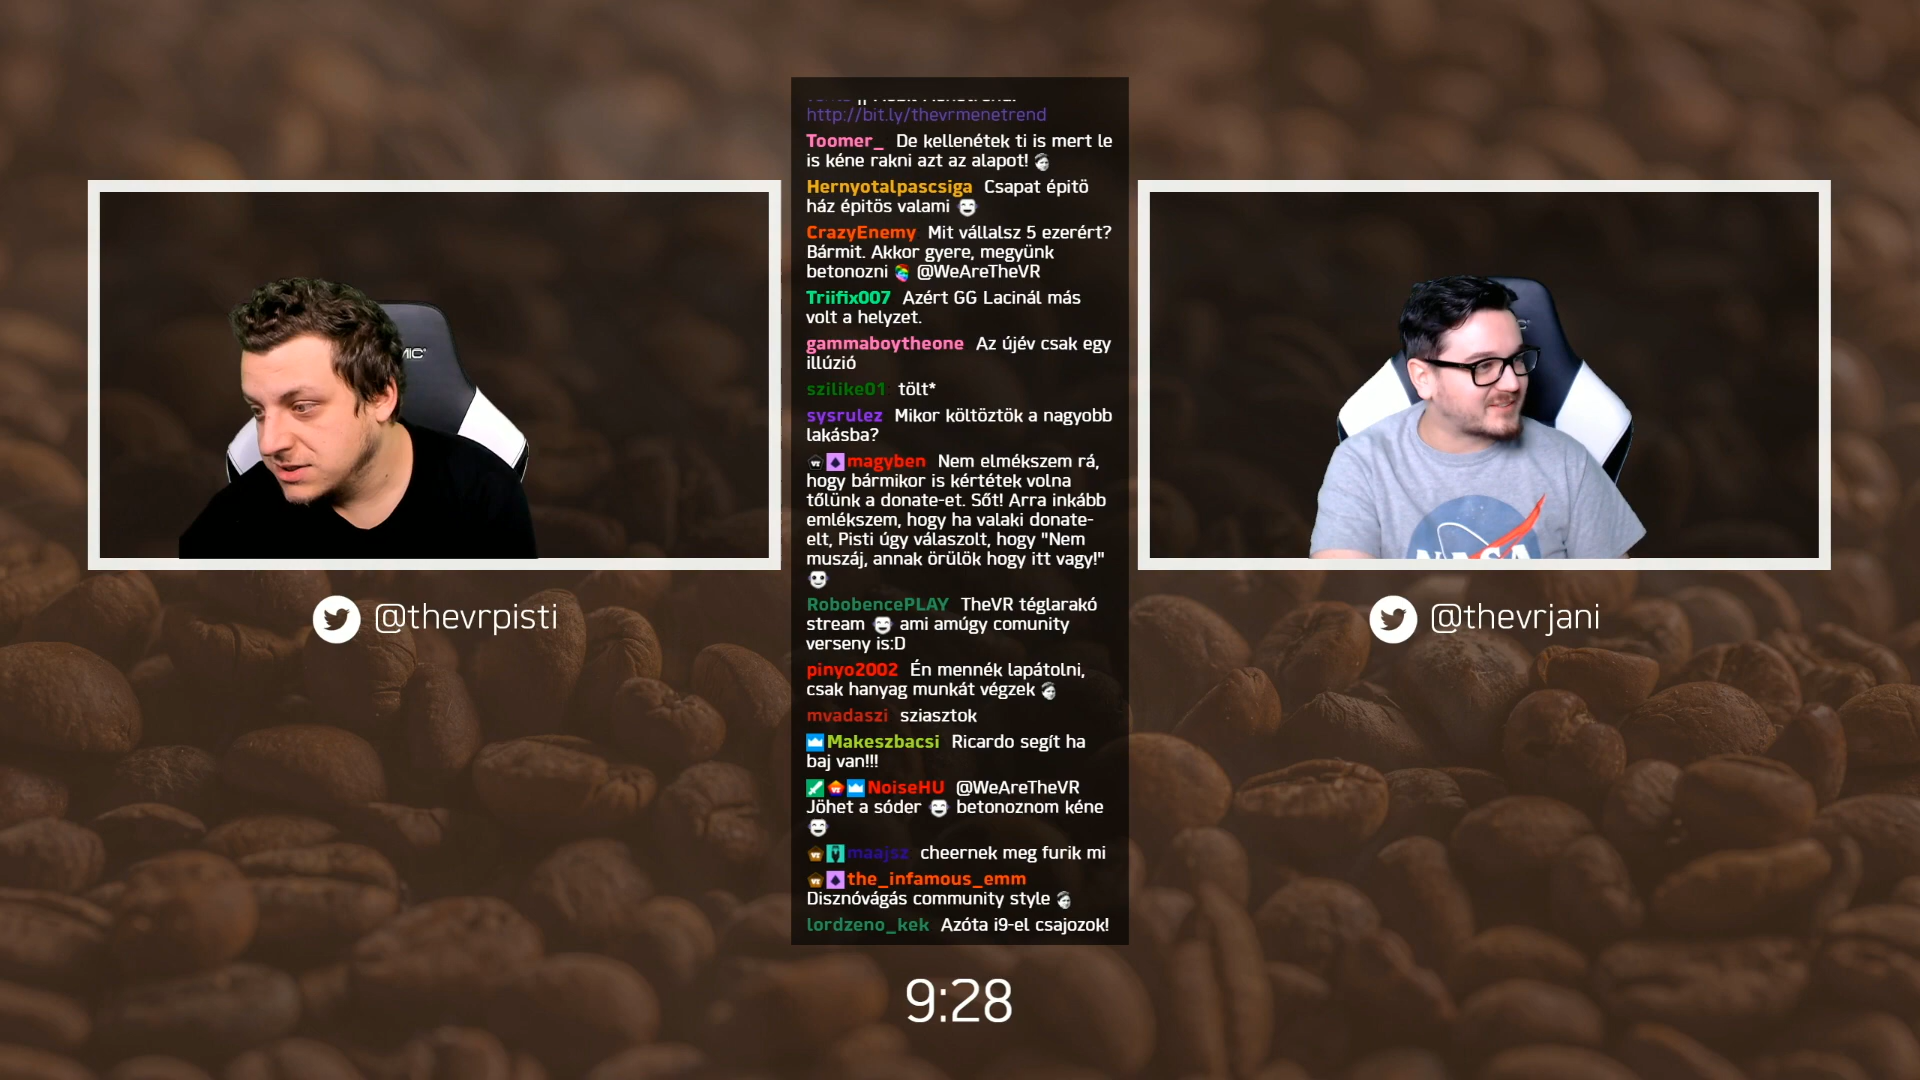 http://bit.ly/thevrmenetrend
Toomer_ De kellenétek ti is mert le
is kéne rakni azt az alapot!
Hernyotalpascsiga Csapat épitö
ház épitös valami
CrazyEnemy Mit vállalsz 5 ezerért?
Bármit. Akkor gyere, megyünk
betonozni @WeAreTheVR
Triifix007 Azért GG Lacinál más
volt a helyzet.
gammaboytheone Az újév csak egy
illúzió
szilike01 tölt*
sysrulez Mikor költöztök a nagyobb
lakásba?
magyben Nem elmékszem rá,
hogy bármikor is kértétek volna
tőlünk a donate-et. Sőt! Arra inkább
emlékszem, hogy ha valaki donate-
elt, Pisti úgy válaszolt, hogy "Nem
muszáj, annak örülök hogy itt vagy!"
RobobencePLAY TheVR téglarakó
stream ami amúgy comunity
verseny is:D
pinyo2002 Én mennék lapátolni,
csak hanyag munkát végzek
mvadaszi sziasztok
Makeszbacsi Ricardo segít ha
baj van!!!
NoiseHU @WeAreTheVR
Jöhet a sóder betonoznom kéne
maajsz cheernek meg furik mi
the_infamous_emm
Disznóvágás community style
lordzeno_kek Azóta i9-el csajozok!
@thevrpisti
@thevrjani
NASA
9:28